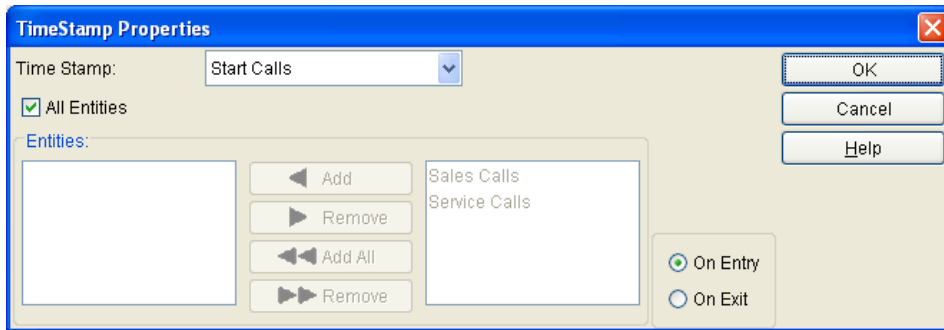 TimeStamp Properties
Time Stamp: Start Calls OK
All Entities Cancel
Entities: Help
Add Sales Calls
Remove Service Calls
Add All On Entry
Remove On Exit